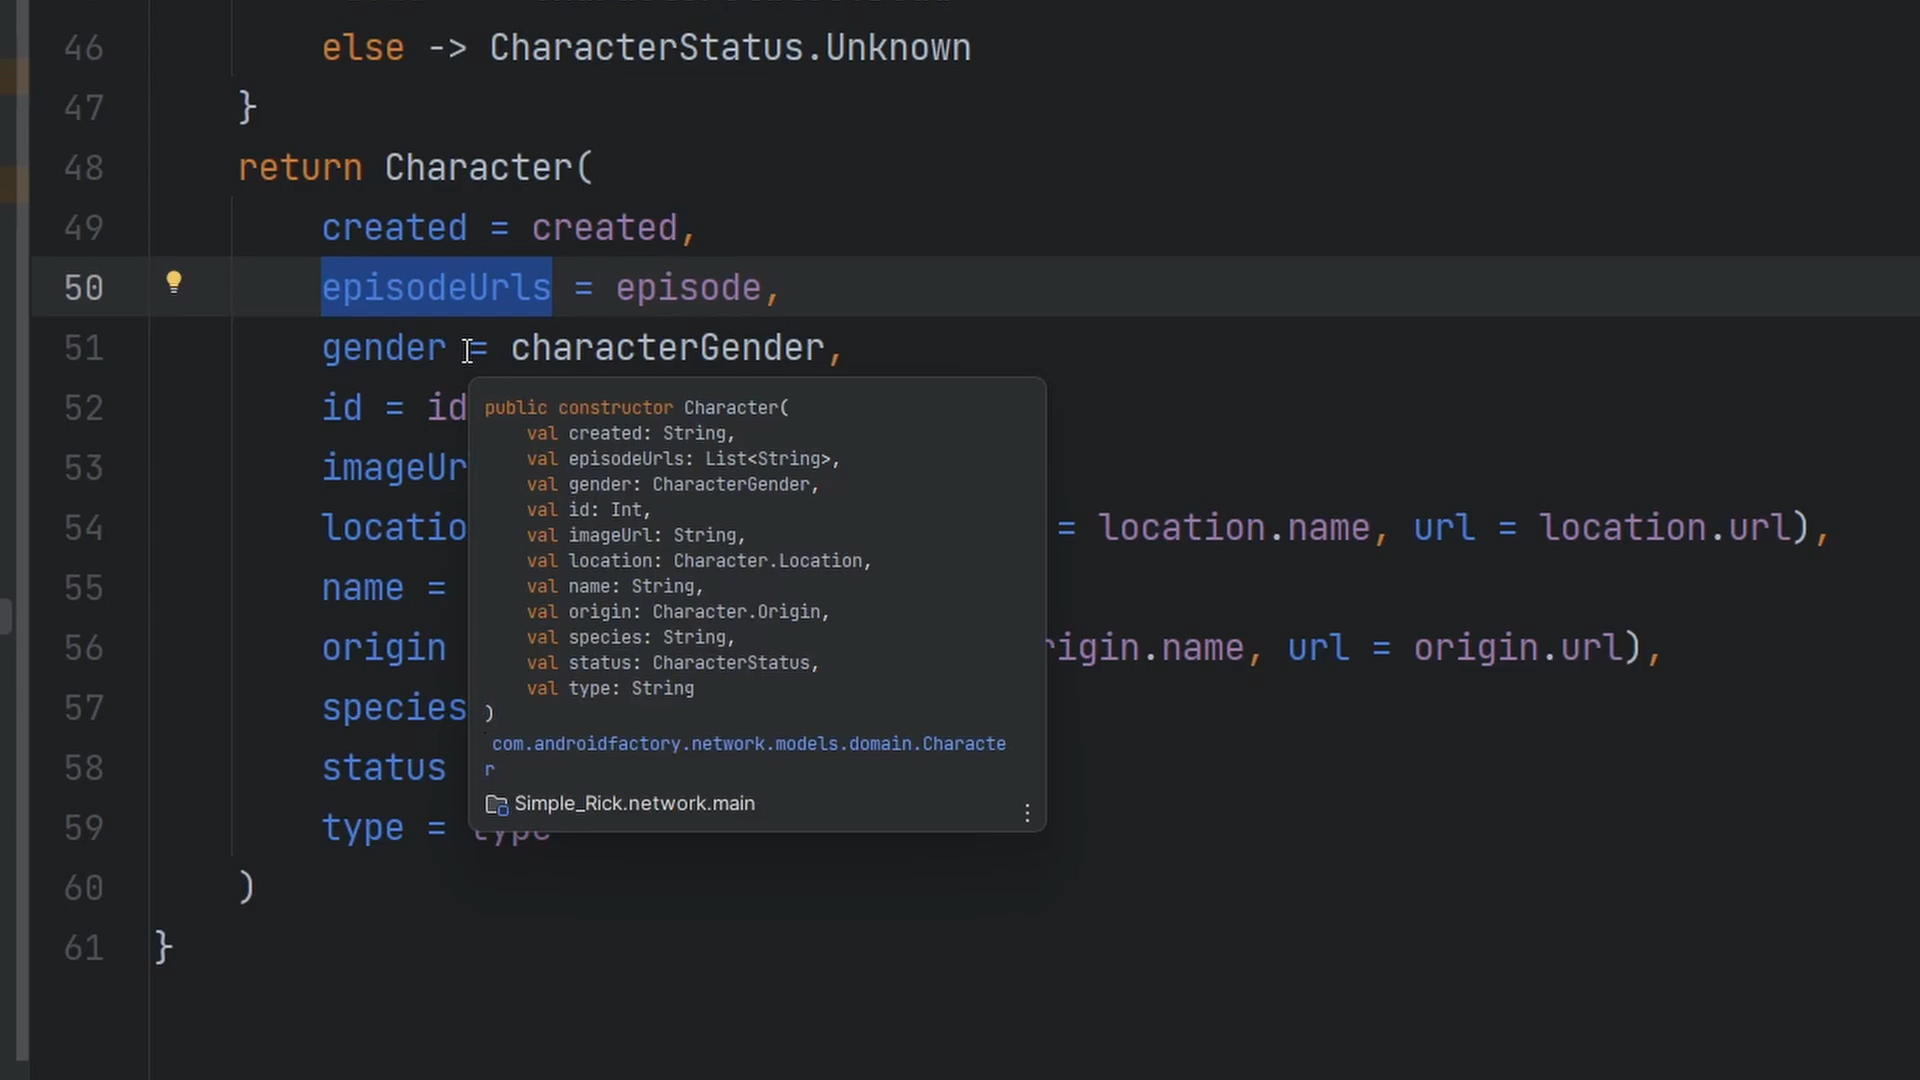 46 else -> CharacterStatus.Unknown
47 }
48 return Character(
49 created = created,
50 episodeUrls = episode,
51 gender = characterGender,
52 id = id
53 imageUr
54 locatio = location.name, url = location.url),
55 name =
56 origin rigin.name, url = origin.url),
57 species
58 status
59 type = type
60 )
61 }
public constructor Character(
val created: String,
val episodeUrls: List<String>,
val gender: CharacterGender,
val id: Int,
val imageUrl: String,
val location: Character.Location,
val name: String,
val origin: Character.Origin,
val species: String,
val status: CharacterStatus,
val type: String
)
com.androidfactory.network.models.domain.Characte
r
Simple_Rick.network.main